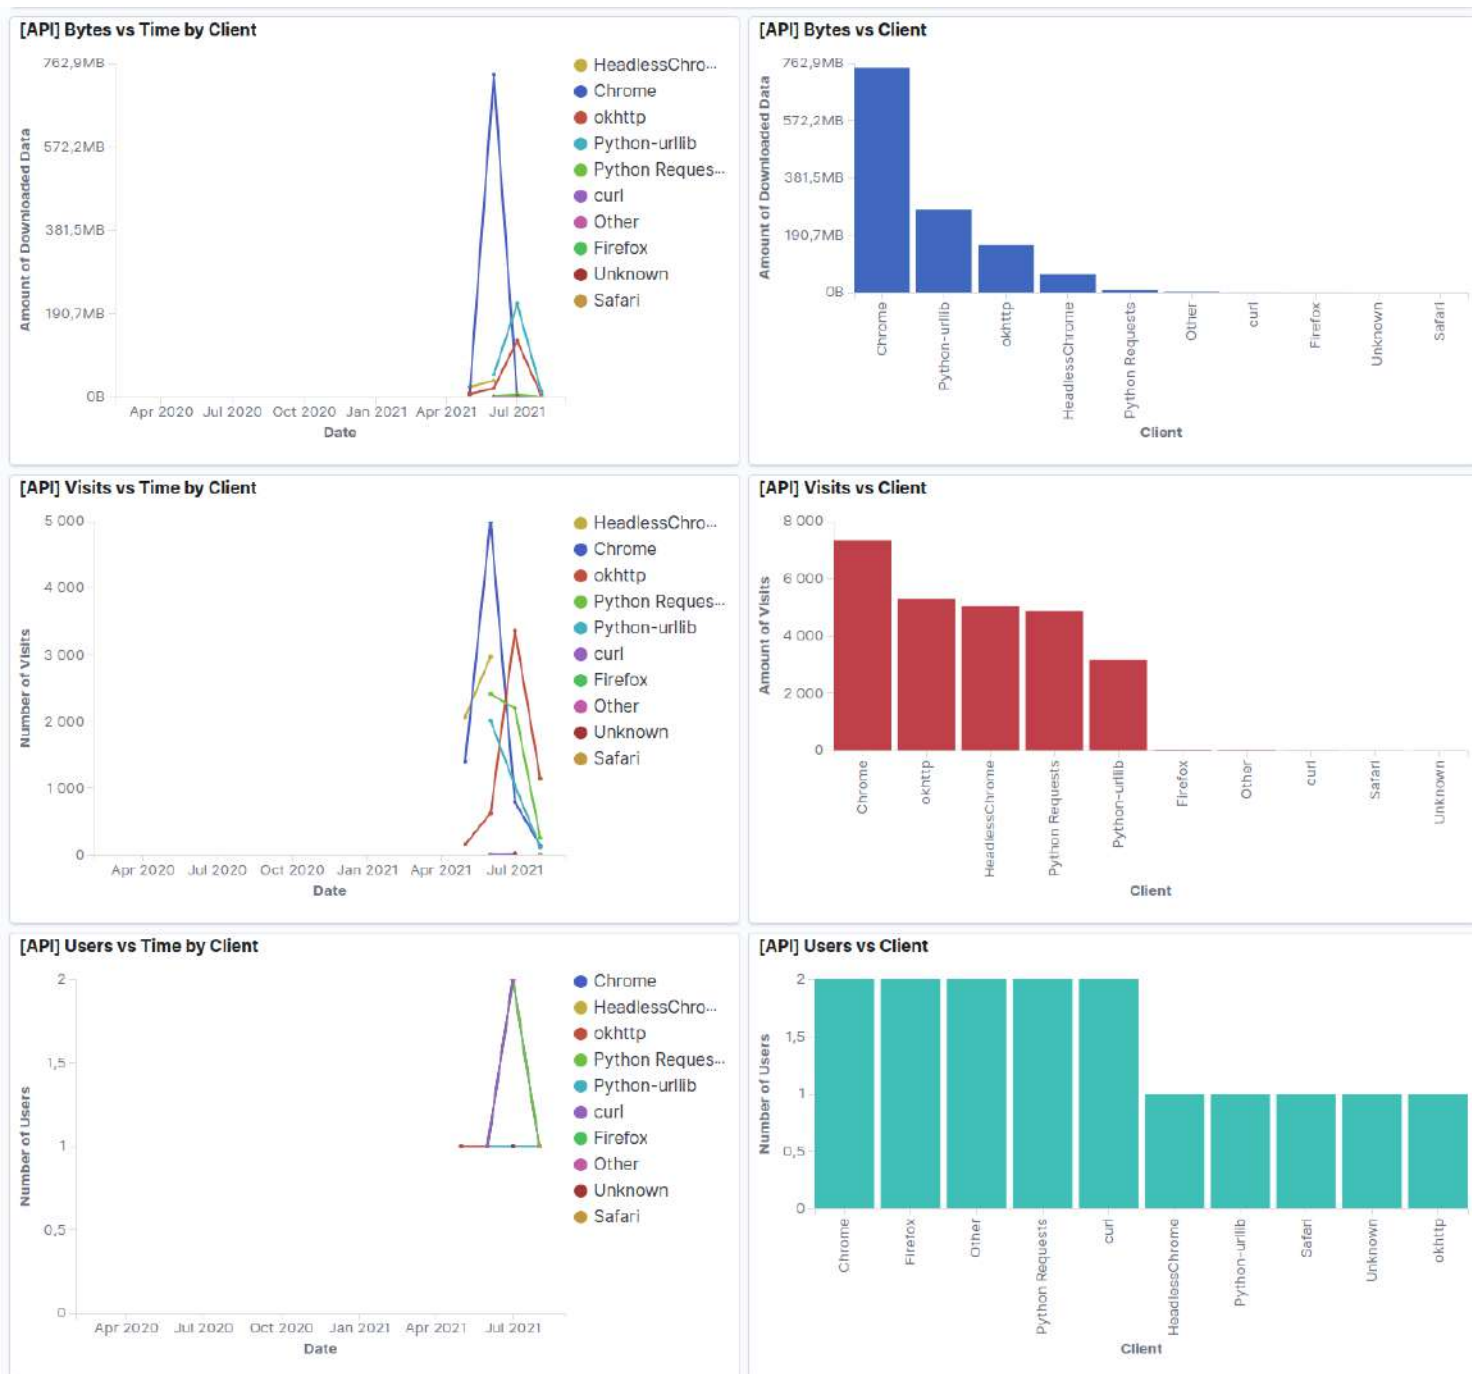 [API] Bytes vs Time by Client
762,9MB
572,2MB
381,5MB
190,7MB
0B
Amount of Downloaded Data
Apr 2020 Jul 2020 Oct 2020 Jan 2021 Apr 2021 Jul 2021
Date
HeadlessChro...
Chrome
okhttp
Python-urllib
Python Reques...
curl
Other
Firefox
Unknown
Safari
[API] Bytes vs Client
762,9MB
572,2MB
381,5MB
190,7MB
0B
Amount of Downloaded Data
Chrome
Python-urllib
okhttp
HeadlessChrome
Python Requests
Other
curl
Firefox
Unknown
Safari
Client
[API] Visits vs Time by Client
5 000
4 000
3 000
2 000
1 000
0
Number of Visits
Apr 2020 Jul 2020 Oct 2020 Jan 2021 Apr 2021 Jul 2021
Date
HeadlessChro...
Chrome
okhttp
Python Reques...
Python-urllib
curl
Firefox
Other
Unknown
Safari
[API] Visits vs Client
8 000
6 000
4 000
2 000
0
Amount of Visits
Chrome
okhttp
HeadlessChrome
Python Requests
Python-urllib
Firefox
Other
curl
Safari
Unknown
Client
[API] Users vs Time by Client
2
1,5
1
0,5
0
Number of Users
Apr 2020 Jul 2020 Oct 2020 Jan 2021 Apr 2021 Jul 2021
Date
Chrome
HeadlessChro...
okhttp
Python Reques...
Python-urllib
curl
Firefox
Other
Unknown
Safari
[API] Users vs Client
2
1,5
1
0,5
0
Number of Users
Chrome
Firefox
Other
Python Requests
curl
HeadlessChrome
Python-urllib
Safari
Unknown
okhttp
Client